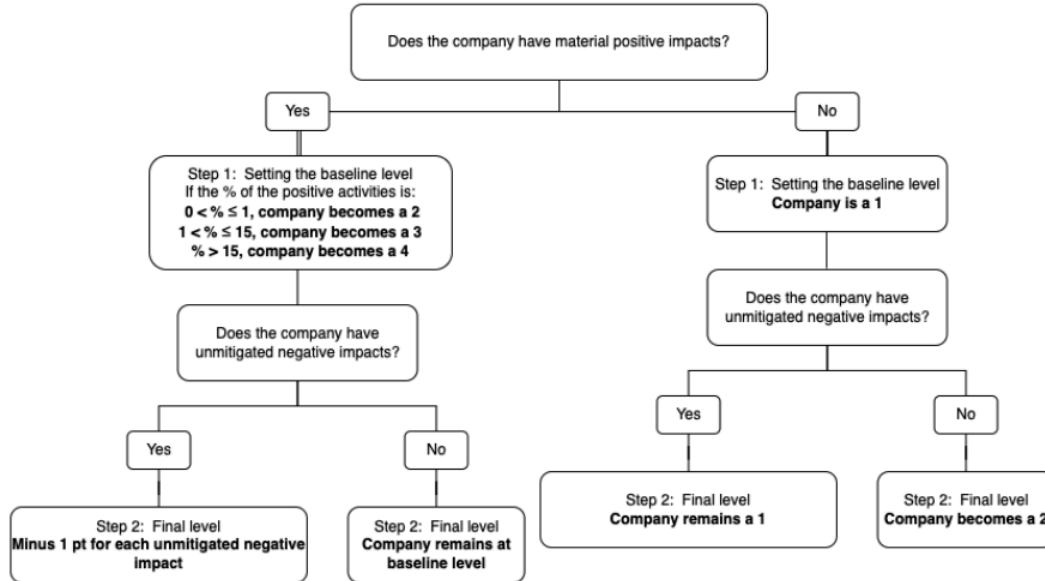 Does the company have material positive impacts?
Yes
No
Step 1:  Setting the baseline level
If the % of the positive activities is:
0 < % ≤ 1, company becomes a 2
1 < % ≤ 15, company becomes a 3
% > 15, company becomes a 4
Step 1:  Setting the baseline level
Company is a 1
Does the company have
unmitigated negative impacts?
Does the company have
unmitigated negative impacts?
Yes
No
Yes
No
Step 2:  Final level
Minus 1 pt for each unmitigated negative
impact
Step 2:  Final level
Company remains at
baseline level
Step 2:  Final level
Company remains a 1
Step 2:  Final level
Company becomes a 2